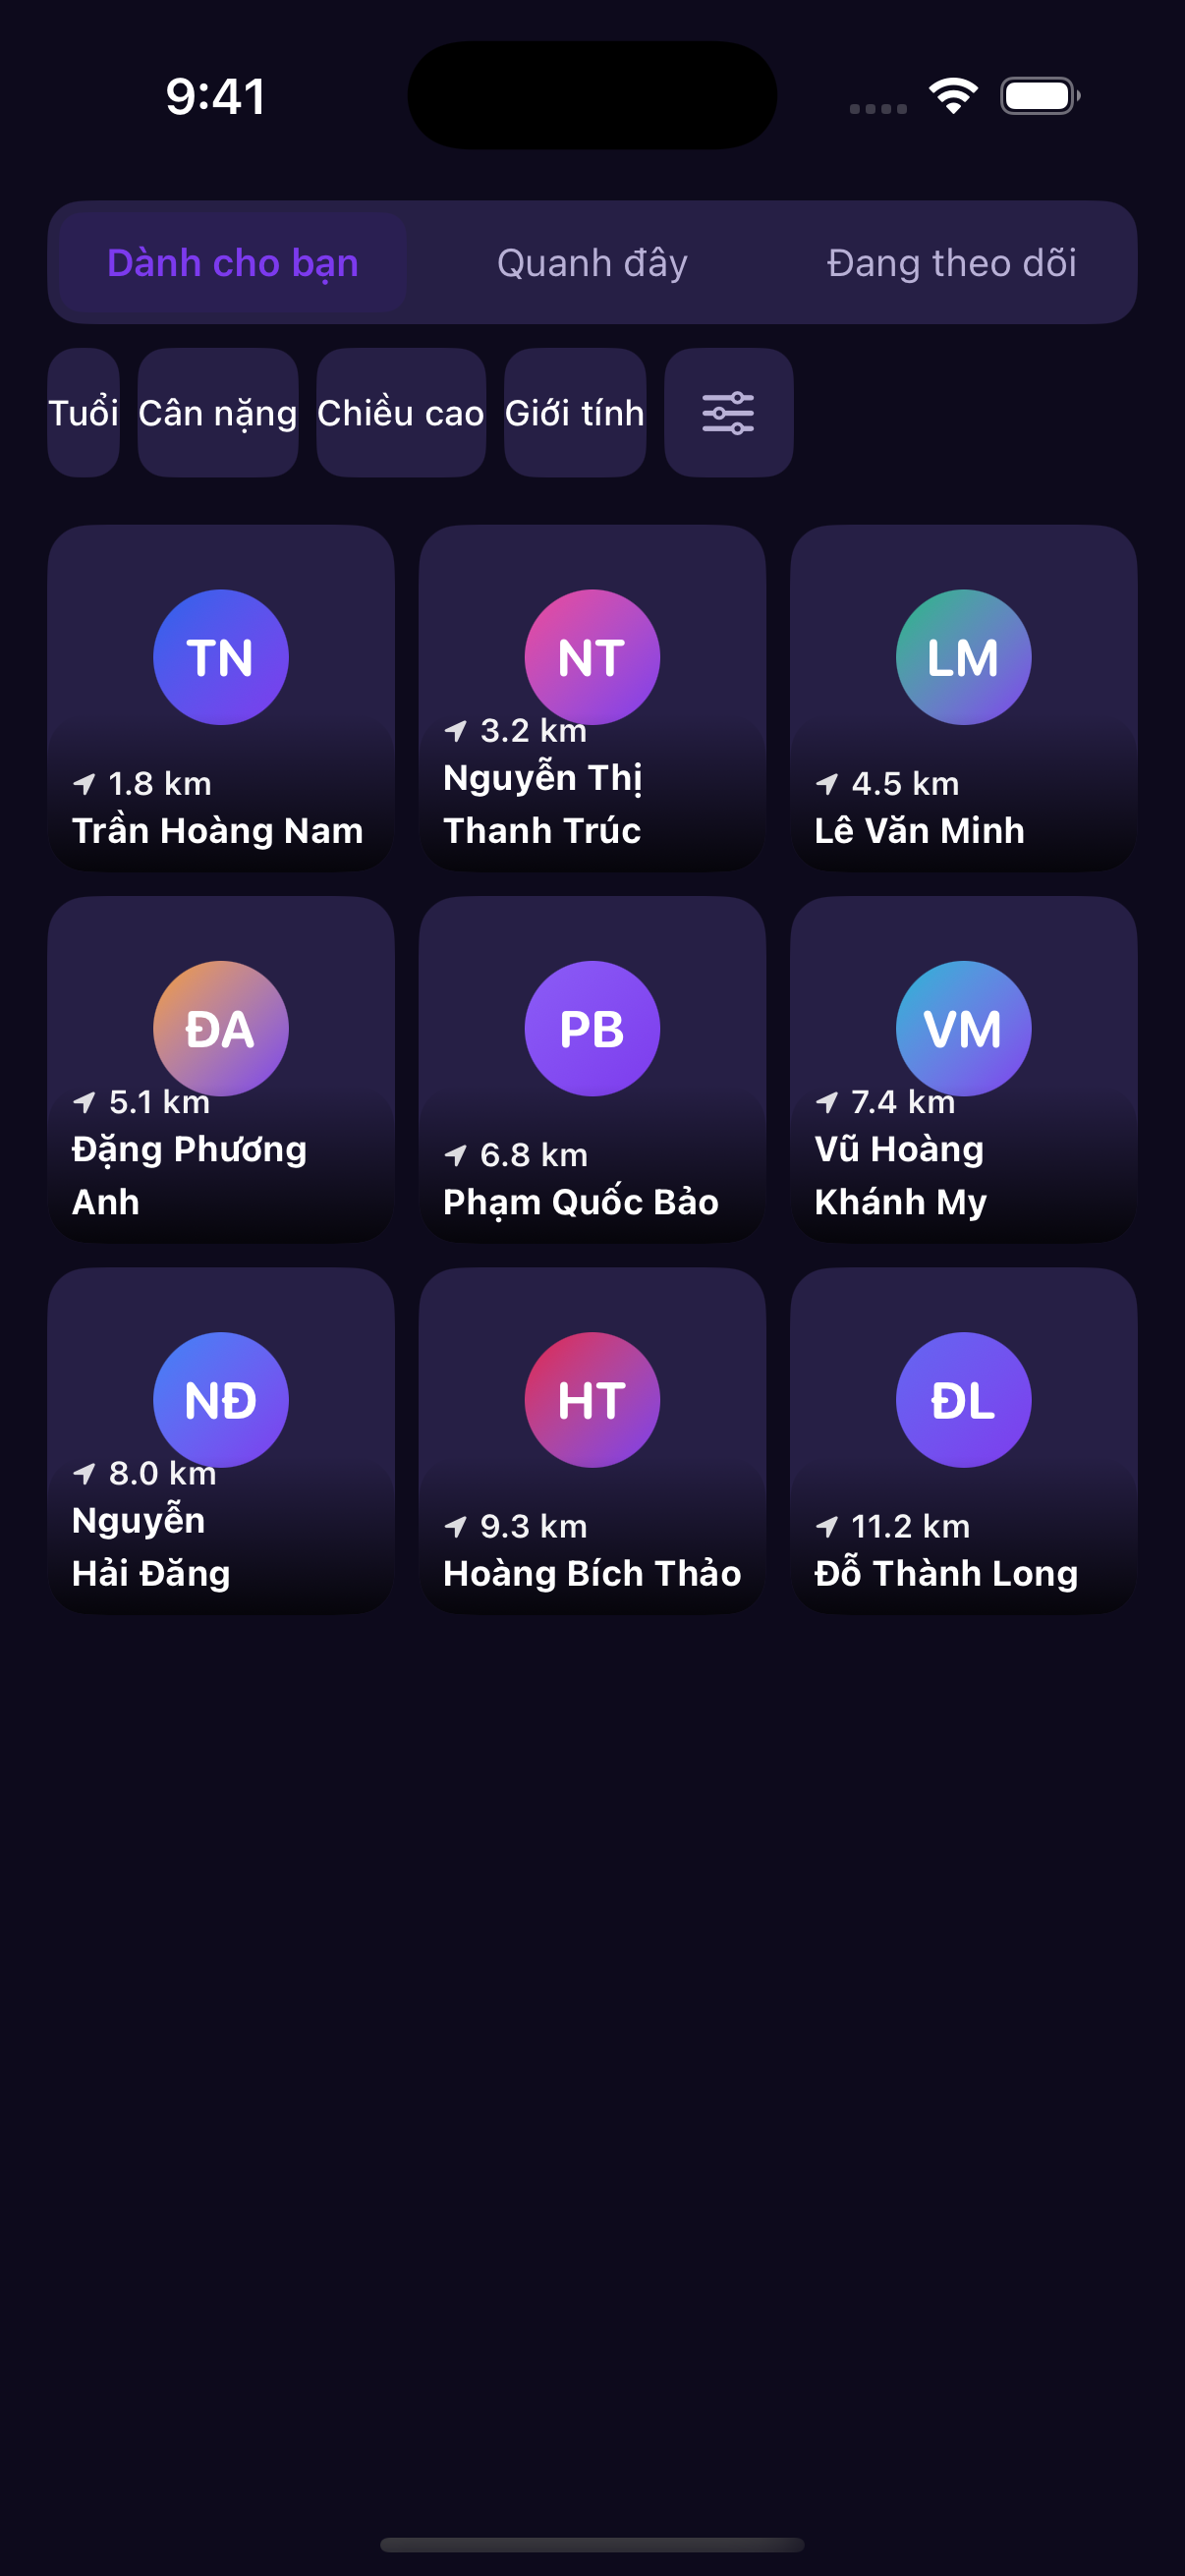 9:41
Dành cho bạn
Quanh đây
Đang theo dõi
Tuổi
Cân nặng
Chiều cao
Giới tính
TN
1.8 km
Trần Hoàng Nam
NT
3.2 km
Nguyễn Thị
Thanh Trúc
LM
4.5 km
Lê Văn Minh
ĐA
5.1 km
Đặng Phương
Anh
PB
6.8 km
Phạm Quốc Bảo
VM
7.4 km
Vũ Hoàng
Khánh My
NĐ
8.0 km
Nguyễn
Hải Đăng
HT
9.3 km
Hoàng Bích Thảo
ĐL
11.2 km
Đỗ Thành Long